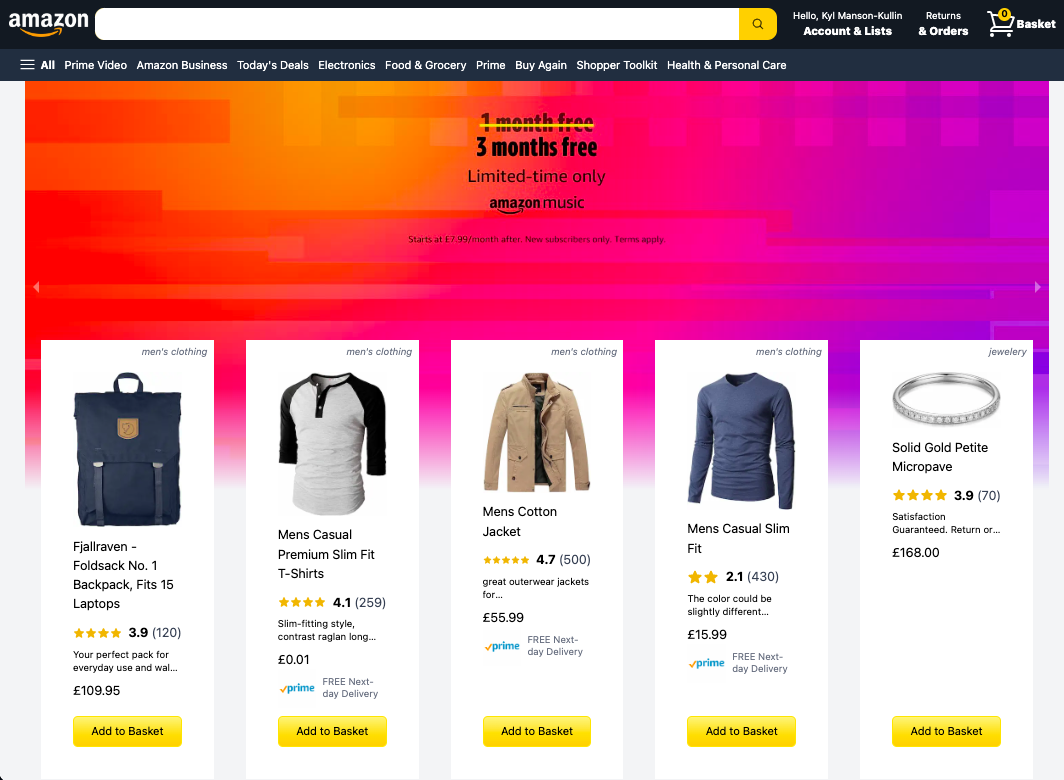 amazon
Hello, Kyl Manson-Kullin
Account & Lists
Returns
& Orders
0
Basket
All Prime Video Amazon Business Today's Deals Electronics Food & Grocery Prime Buy Again Shopper Toolkit Health & Personal Care
1 month free
3 months free
Limited-time only
amazon music
Starts at £7.99/month after. New subscribers only. Terms apply.
men's clothing
Fjallraven -
Foldsack No. 1
Backpack, Fits 15
Laptops
3.9 (120)
Your perfect pack for
everyday use and wal...
£109.95
Add to Basket
men's clothing
Mens Casual
Premium Slim Fit
T-Shirts
4.1 (259)
Slim-fitting style,
contrast raglan long...
£0.01
prime
FREE Next-
day Delivery
Add to Basket
men's clothing
Mens Cotton
Jacket
4.7 (500)
great outerwear jackets
for...
£55.99
prime
FREE Next-
day Delivery
Add to Basket
men's clothing
Mens Casual Slim
Fit
2.1 (430)
The color could be
slightly different...
£15.99
prime
FREE Next-
day Delivery
Add to Basket
jewelery
Solid Gold Petite
Micropave
3.9 (70)
Satisfaction
Guaranteed. Return or...
£168.00
Add to Basket